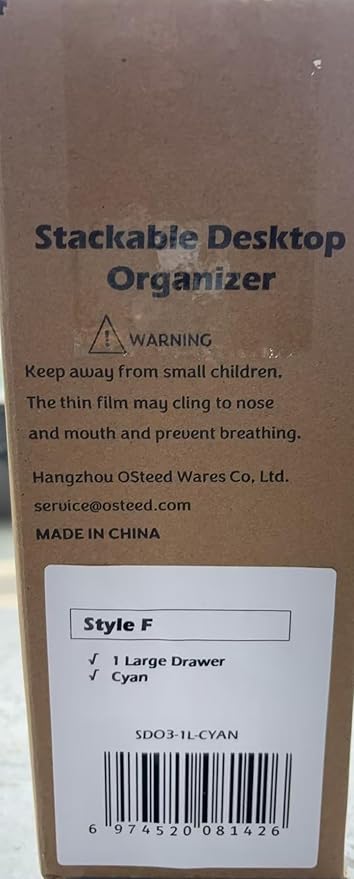 Stackable Desktop
Organizer
WARNING
Keep away from small children.
The thin film may cling to nose
and mouth and prevent breathing.
Hangzhou OSteed Wares Co, Ltd.
service@osteed.com
MADE IN CHINA
Style F
√ 1 Large Drawer
√ Cyan
SDO3-1L-CYAN
6 974520 081426